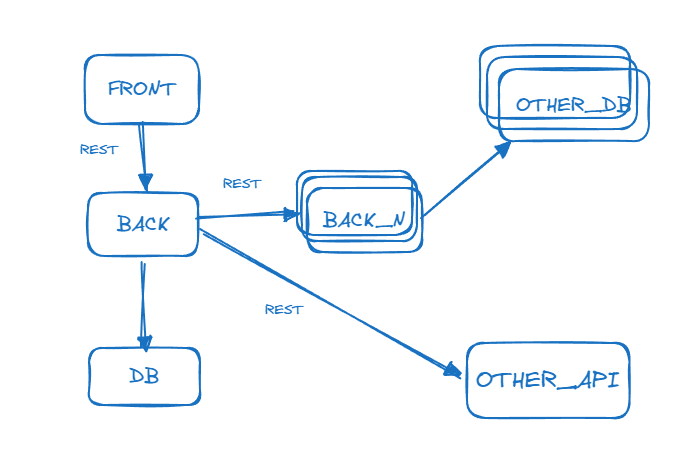 FRONT
OTHER_DB
REST
REST
BACK
BACK_N
REST
DB
OTHER_API